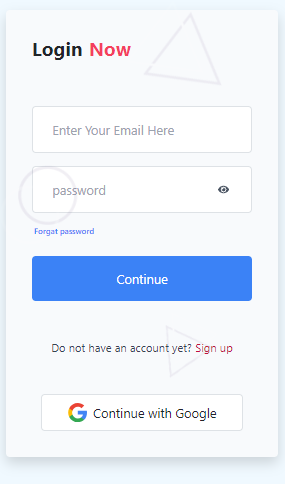 Login Now
Enter Your Email Here
password
Forgat password
Continue
Do not have an account yet? Sign up
Continue with Google